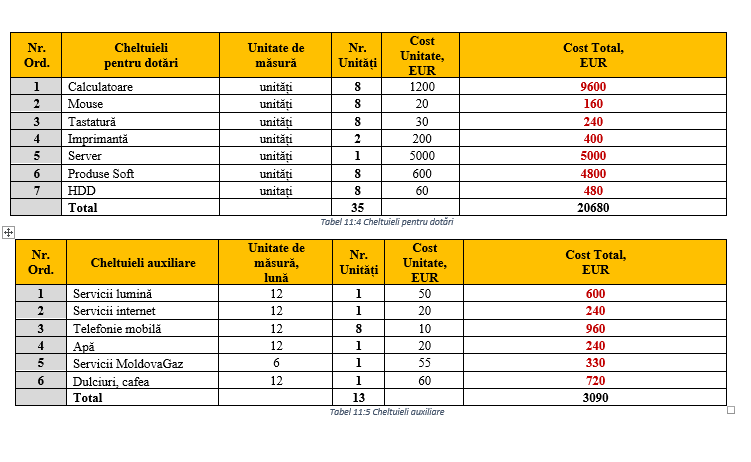 Nr. Ord. Cheltuieli pentru dotări Unitate de măsură Nr. Unități Cost Unitate, EUR Cost Total, EUR
1 Calculatoare unități 8 1200 9600
2 Mouse unități 8 20 160
3 Tastatură unități 8 30 240
4 Imprimantă unități 2 200 400
5 Server unități 1 5000 5000
6 Produse Soft unități 8 600 4800
7 HDD unitați 8 60 480
Total 35 20680
Tabel 11:4 Cheltuieli pentru dotări
Nr. Ord. Cheltuieli auxiliare Unitate de măsură, lună Nr. Unități Cost Unitate, EUR Cost Total, EUR
1 Servicii lumină 12 1 50 600
2 Servicii internet 12 1 20 240
3 Telefonie mobilă 12 8 10 960
4 Apă 12 1 20 240
5 Servicii MoldovaGaz 6 1 55 330
6 Dulciuri, cafea 12 1 60 720
Total 13 3090
Tabel 11:5 Cheltuieli auxiliare